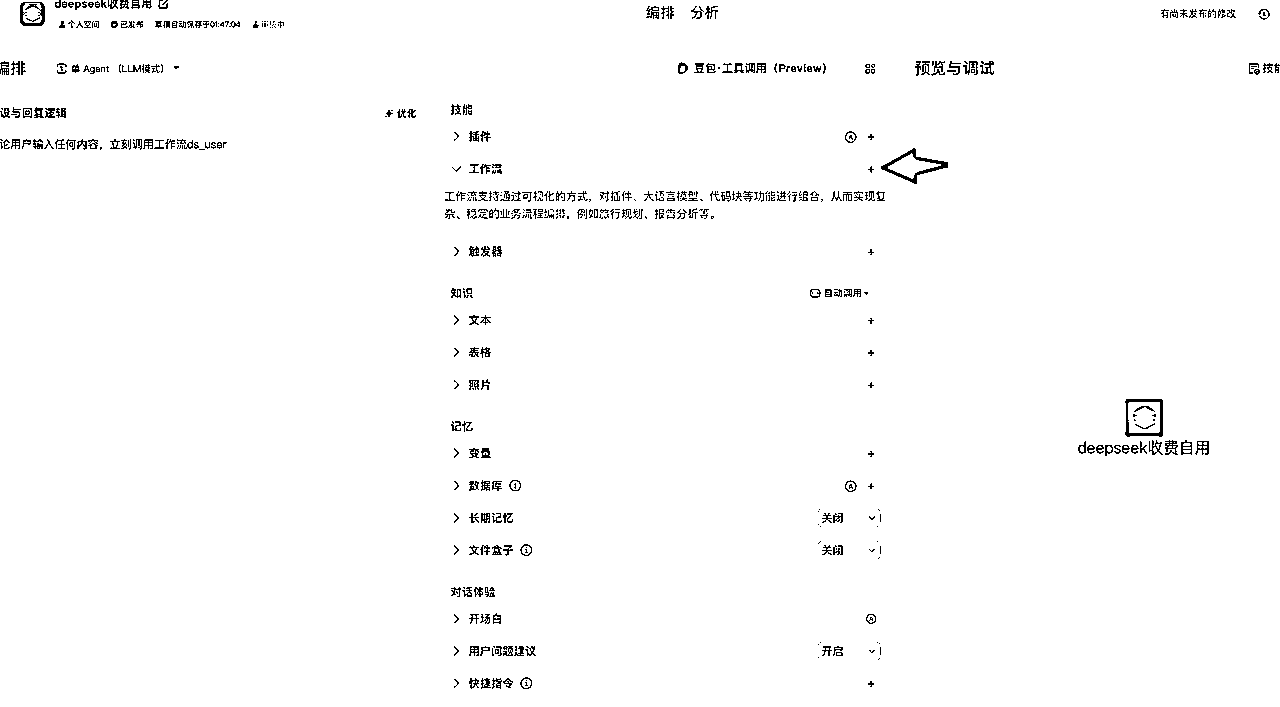 deepseek收费自用
个人空间 已发布 草稿自动保存于01:47:04 审核中
编排 分析
有尚未发布的修改
编排
单 Agent （LLM模式）
豆包·工具调用（Preview）
预览与调试
技能
设与回复逻辑
优化
论用户输入任何内容，立刻调用工作流ds_user
技能
插件
工作流
工作流支持通过可视化的方式，对插件、大语言模型、代码块等功能进行组合，从而实现复
杂、稳定的业务流程编排，例如旅行规划、报告分析等。
触发器
知识
自动调用
文本
表格
照片
记忆
变量
数据库
长期记忆
关闭
文件盒子
关闭
对话体验
开场白
用户问题建议
开启
快捷指令
deepseek收费自用